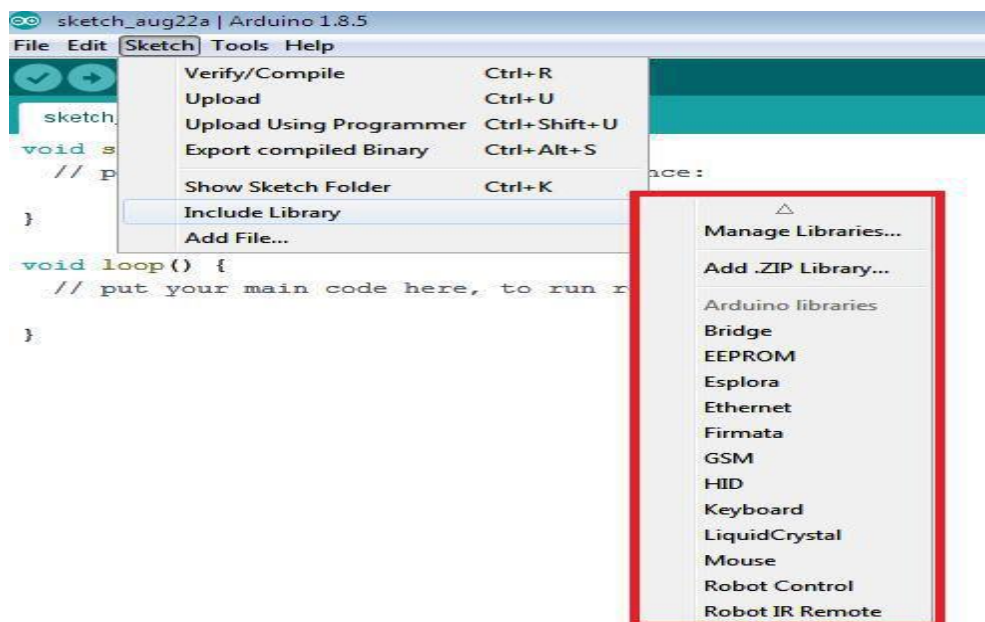 sketch_aug22a | Arduino 1.8.5
File Edit Sketch Tools Help
Verify/Compile Ctrl+R
Upload Ctrl+U
sketch_
Upload Using Programmer Ctrl+Shift+U
void s
Export compiled Binary Ctrl+Alt+S
// p
nce:
Show Sketch Folder Ctrl+K
}
Include Library
Add File...
void loop() {
// put your main code here, to run r
}
Manage Libraries...
Add .ZIP Library...
Arduino libraries
Bridge
EEPROM
Esplora
Ethernet
Firmata
GSM
HID
Keyboard
LiquidCrystal
Mouse
Robot Control
Robot IR Remote